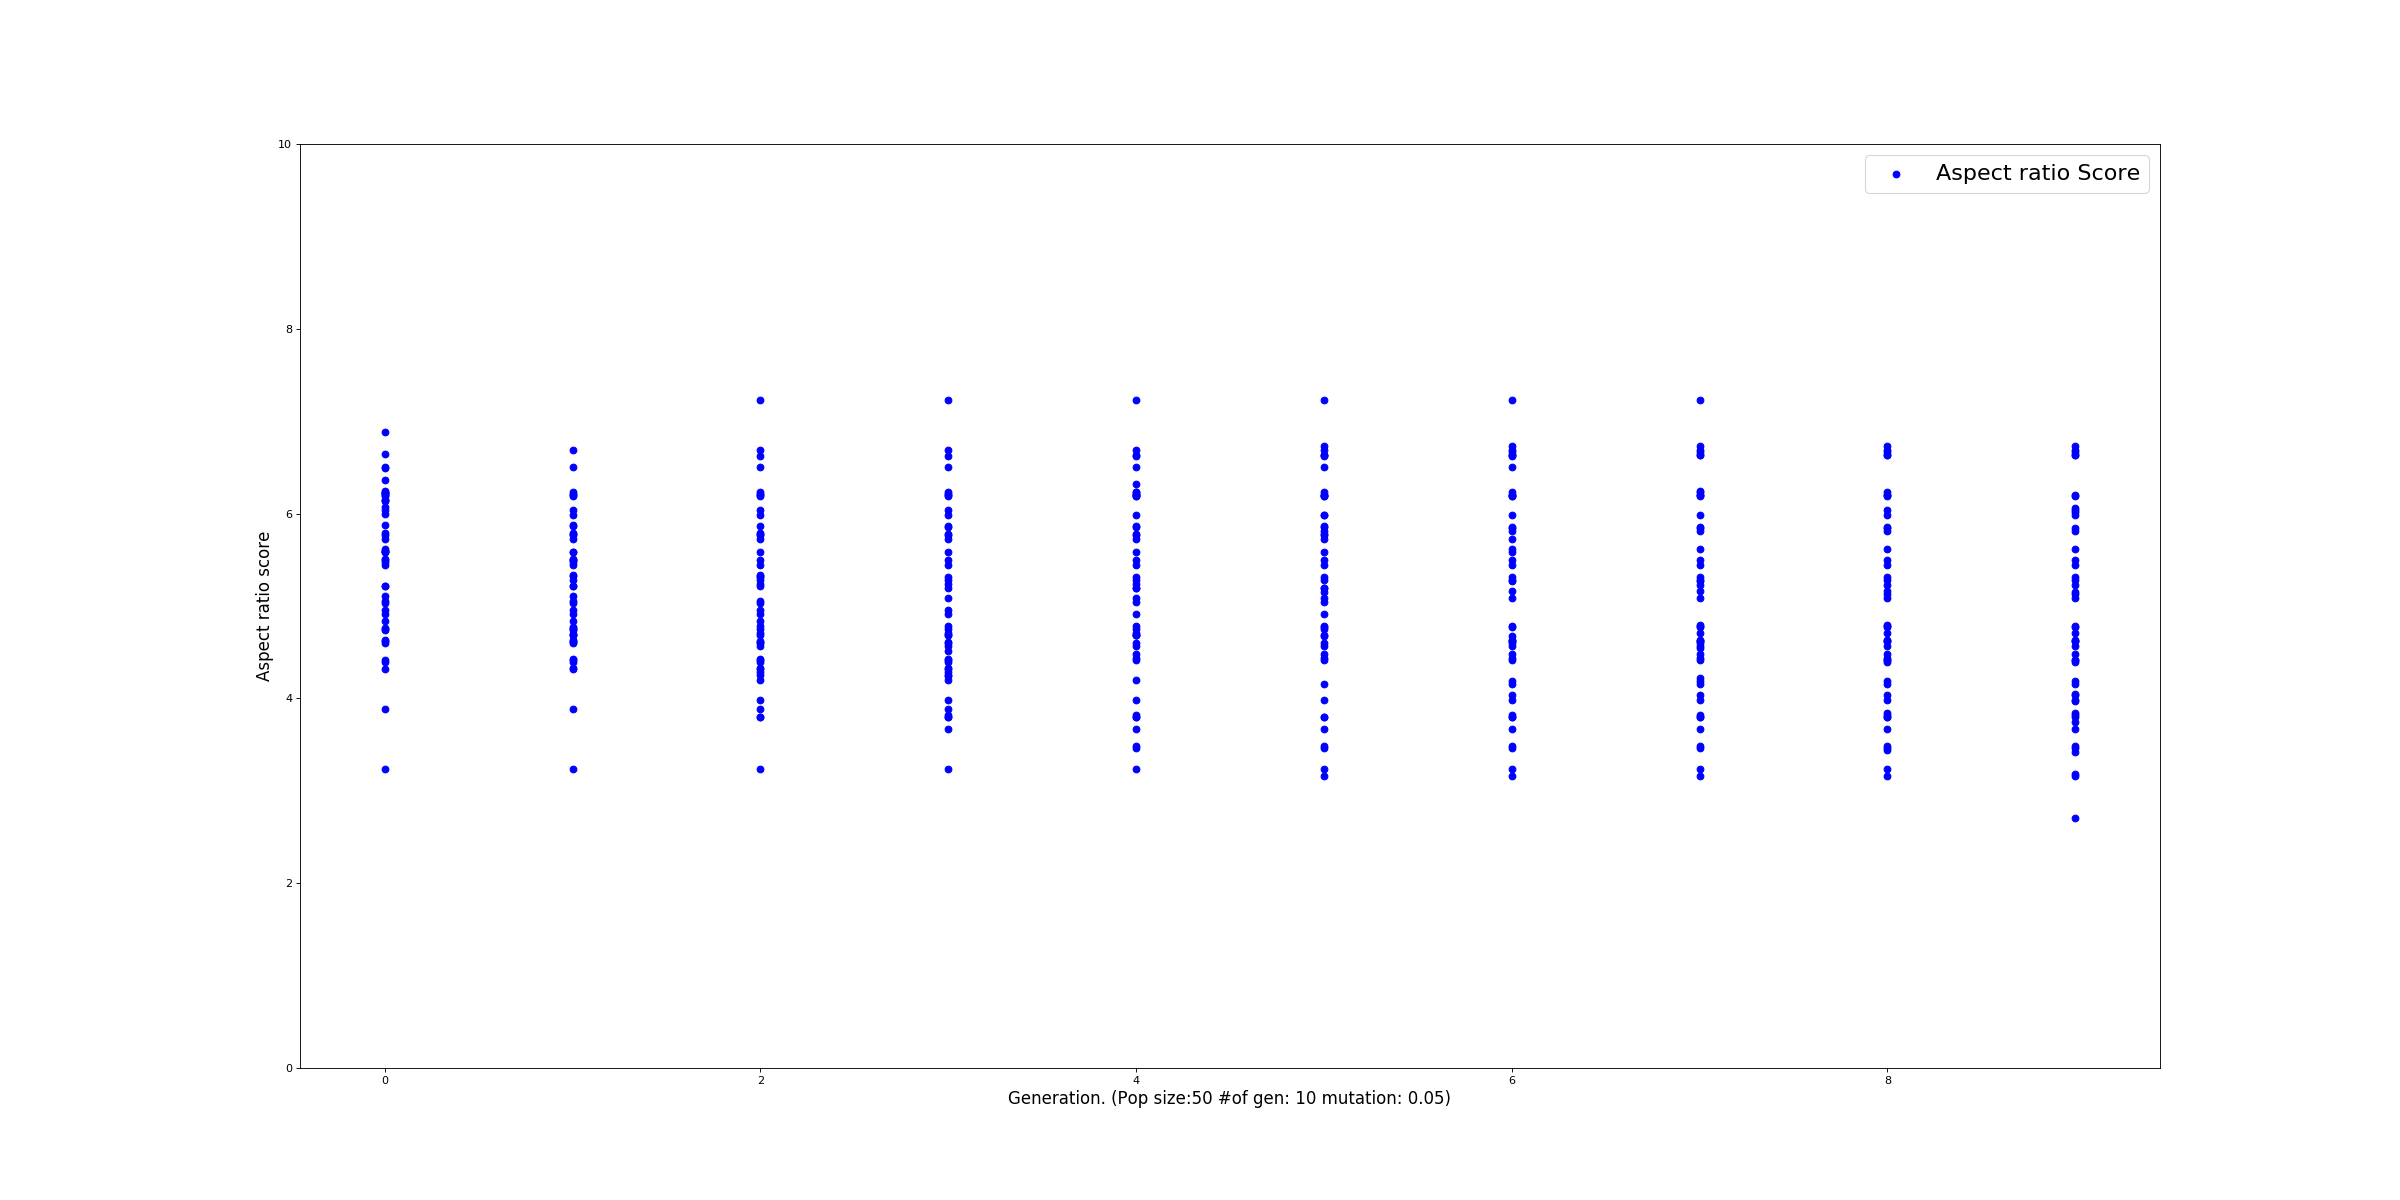 10
Aspect ratio Score
8
6
Aspect ratio score
4
2
0
0 2 4 6 8
Generation. (Pop size:50 #of gen: 10 mutation: 0.05)